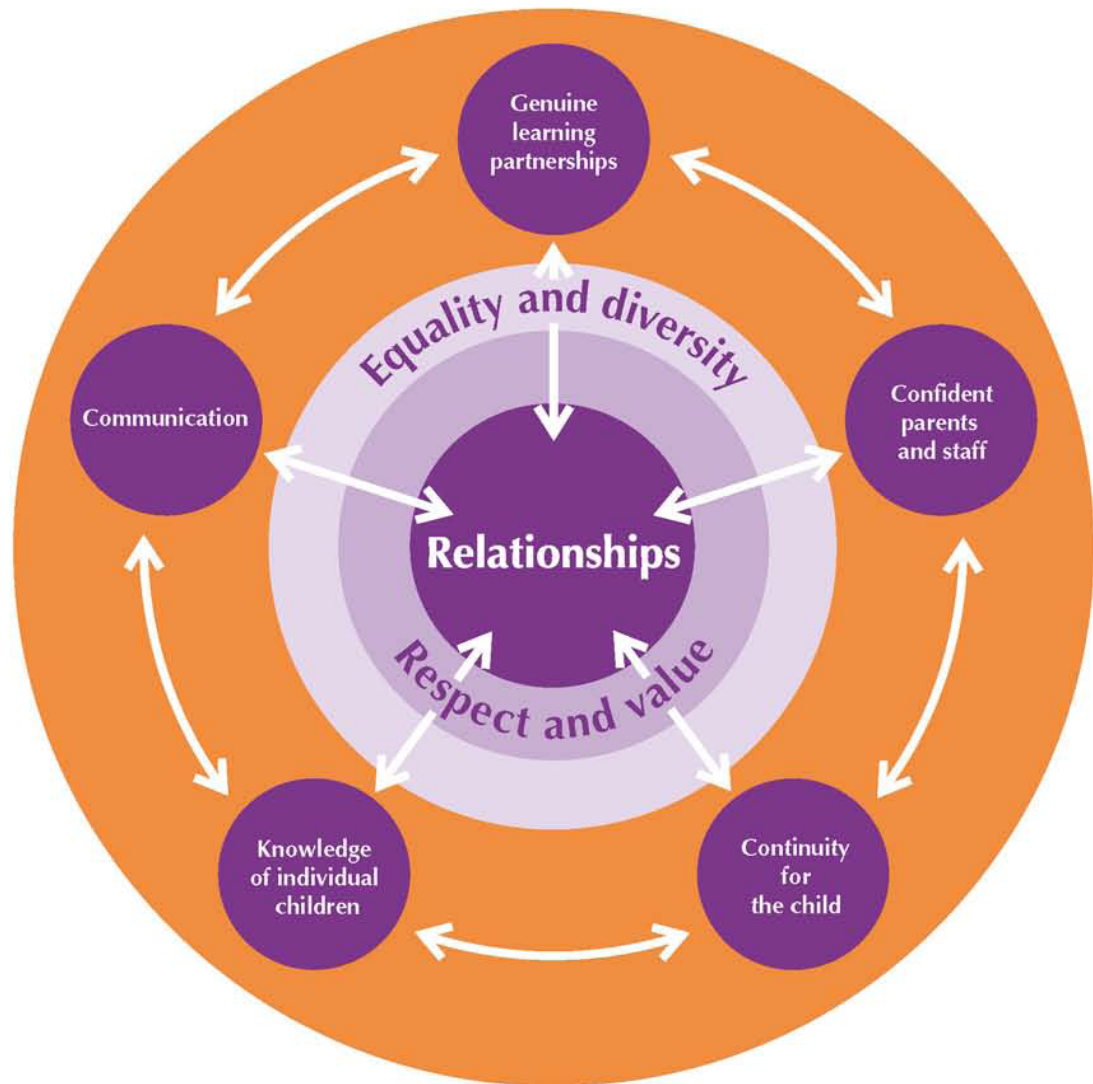 Genuine
learning
partnerships
Equality and diversity
Communication
Confident
parents
and staff
Relationships
Respect and value
Knowledge
of individual
children
Continuity
for
the child